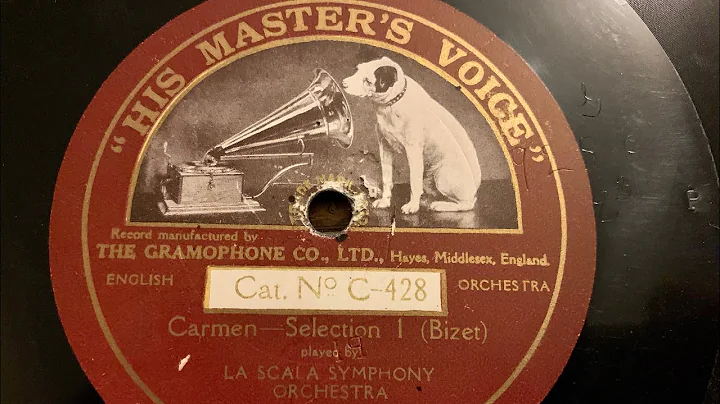 "HIS MASTER'S VOICE"
Record manufactured by
THE GRAMOPHONE CO., LTD., Hayes, Middlesex, England.
ENGLISH
Cat. Nº C-428
ORCHESTRA
Carmen—Selection 1 (Bizet)
played by
LA SCALA SYMPHONY
ORCHESTRA